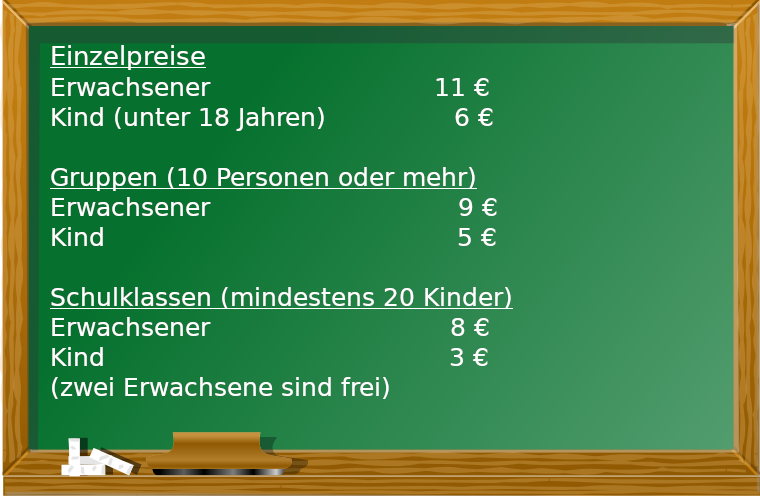 Einzelpreise
Erwachsener 11 €
Kind (unter 18 Jahren) 6 €
Gruppen (10 Personen oder mehr)
Erwachsener 9 €
Kind 5 €
Schulklassen (mindestens 20 Kinder)
Erwachsener 8 €
Kind 3 €
(zwei Erwachsene sind frei)